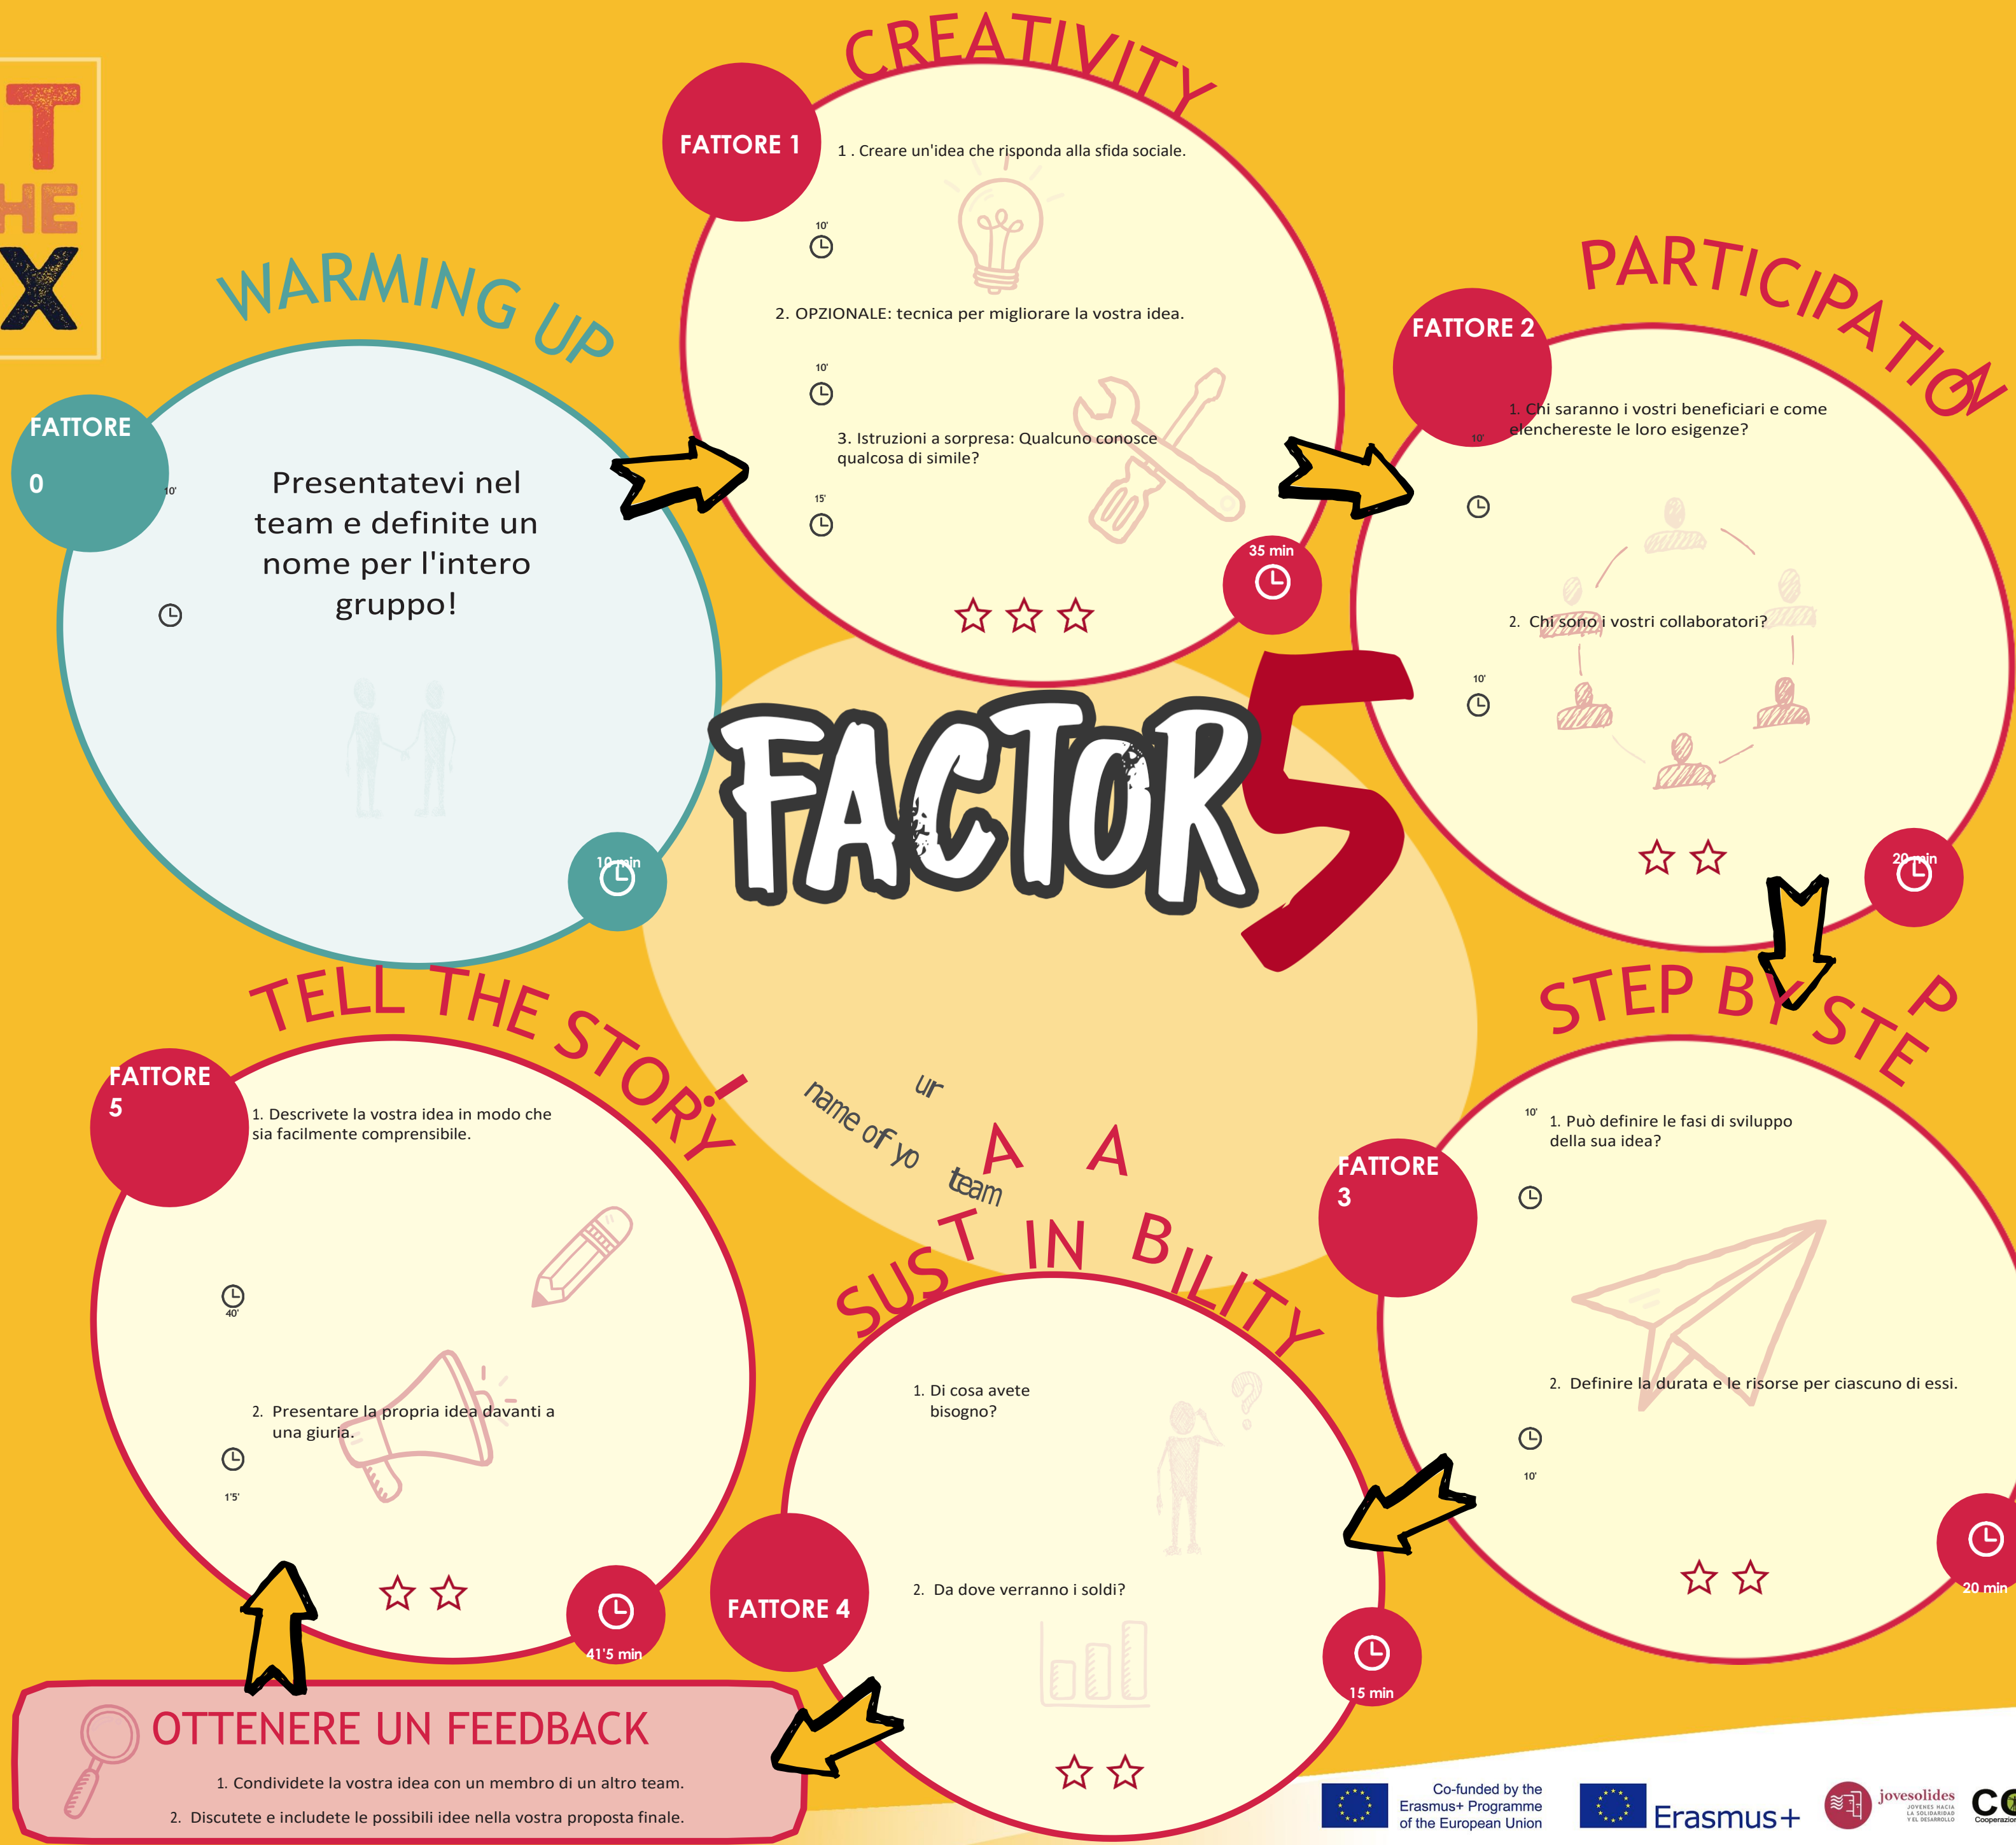 T
HE
X
WARMING UP
FATTORE
0
10'
Presentatevi nel
team e definite un
nome per l'intero
gruppo!
10 min
CREATIVITY
FATTORE 1
1 . Creare un'idea che risponda alla sfida sociale.
10'
2. OPZIONALE: tecnica per migliorare la vostra idea.
10'
3. Istruzioni a sorpresa: Qualcuno conosce
qualcosa di simile?
15'
35 min
PARTICIPATION
FATTORE 2
1. Chi saranno i vostri beneficiari e come
elenchereste le loro esigenze?
10'
2. Chi sono i vostri collaboratori?
10'
20 min
FACTOR 5
name of your team
STEP BY STEP
FATTORE
3
10'
1. Può definire le fasi di sviluppo
della sua idea?
2. Definire la durata e le risorse per ciascuno di essi.
10'
20 min
SUSTAINABILITY
FATTORE 4
1. Di cosa avete
bisogno?
2. Da dove verranno i soldi?
15 min
TELL THE STORY!
FATTORE
5
1. Descrivete la vostra idea in modo che
sia facilmente comprensibile.
40'
2. Presentare la propria idea davanti a
una giuria.
1'5'
41'5 min
OTTENERE UN FEEDBACK
1. Condividete la vostra idea con un membro di un altro team.
2. Discutete e includete le possibili idee nella vostra proposta finale.
Co-funded by the
Erasmus+ Programme
of the European Union
Erasmus+
jovesolides
JÓVENES HACIA
LA SOLIDARIDAD
Y EL DESARROLLO